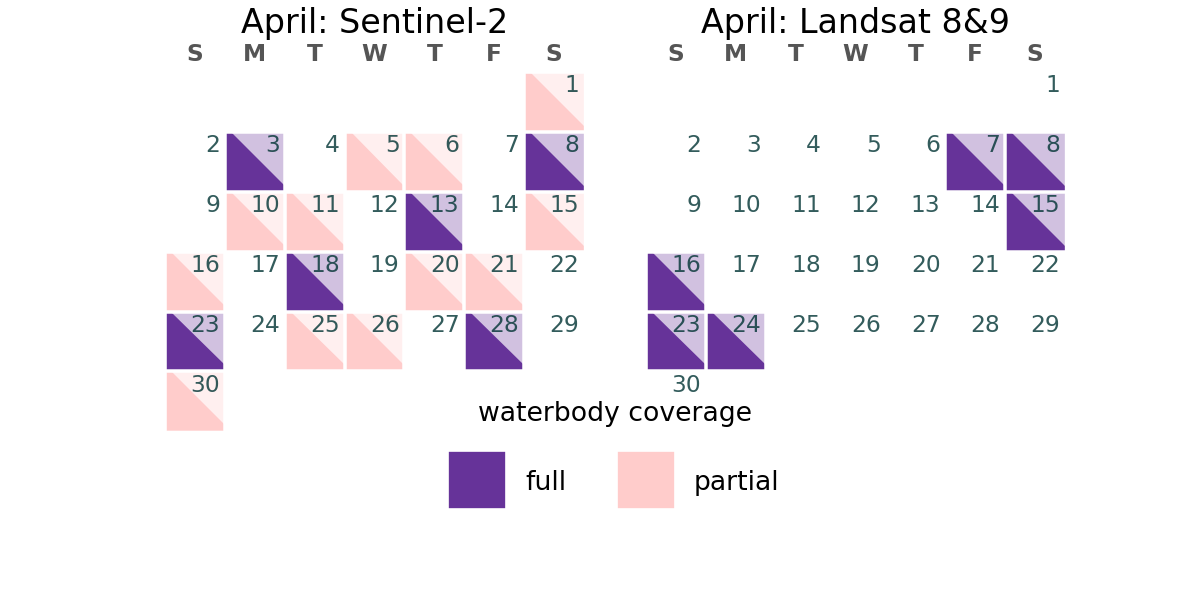 April: Sentinel-2
S M T W T F S
1
2 3 4 5 6 7 8
9 10 11 12 13 14 15
16 17 18 19 20 21 22
23 24 25 26 27 28 29
30
April: Landsat 8&9
S M T W T F S
1
2 3 4 5 6 7 8
9 10 11 12 13 14 15
16 17 18 19 20 21 22
23 24 25 26 27 28 29
30
waterbody coverage
full partial